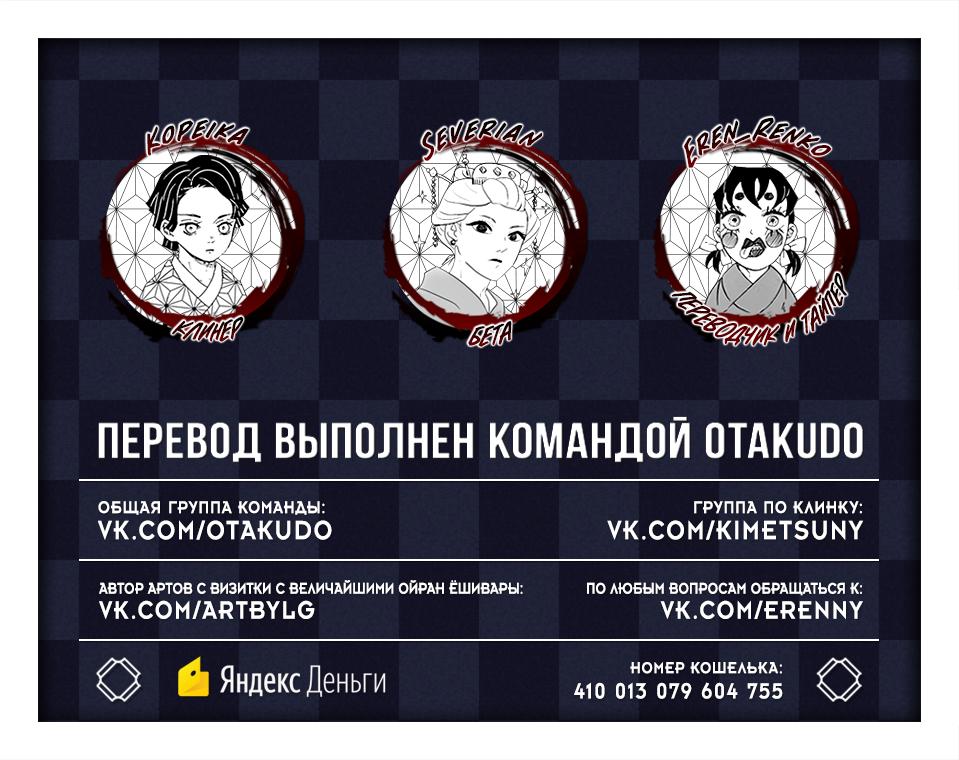 KOPEIKA
КЛИНЕР
SEVERIAN
БЕТА
EREN_RENKO
ПЕРЕВОДЧИК И ТАЙПЕР
ПЕРЕВОД ВЫПОЛНЕН КОМАНДОЙ OTAKUDO
ОБЩАЯ ГРУППА КОМАНДЫ:
VK.COM/OTAKUDO
ГРУППА ПО КЛИНКУ:
VK.COM/KIMETSUNY
АВТОР АРТОВ С ВИЗИТКИ С ВЕЛИЧАЙШИМИ ОЙРАН ЁШИВАРЫ:
VK.COM/ARTBYLG
ПО ЛЮБЫМ ВОПРОСАМ ОБРАЩАТЬСЯ К:
VK.COM/ERENNY
Яндекс Деньги
НОМЕР КОШЕЛЬКА:
410 013 079 604 755